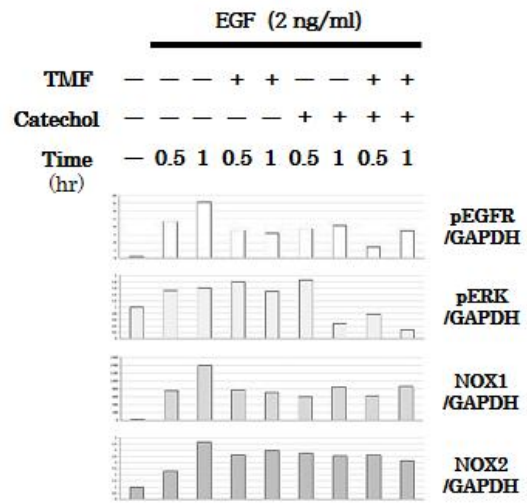 EGF (2 ng/ml)
TMF — — — + + — — + +
Catechol — — — — — + + + +
Time — 0.5 1 0.5 1 0.5 1 0.5 1
(hr)
pEGFR
/GAPDH
pERK
/GAPDH
NOX1
/GAPDH
NOX2
/GAPDH